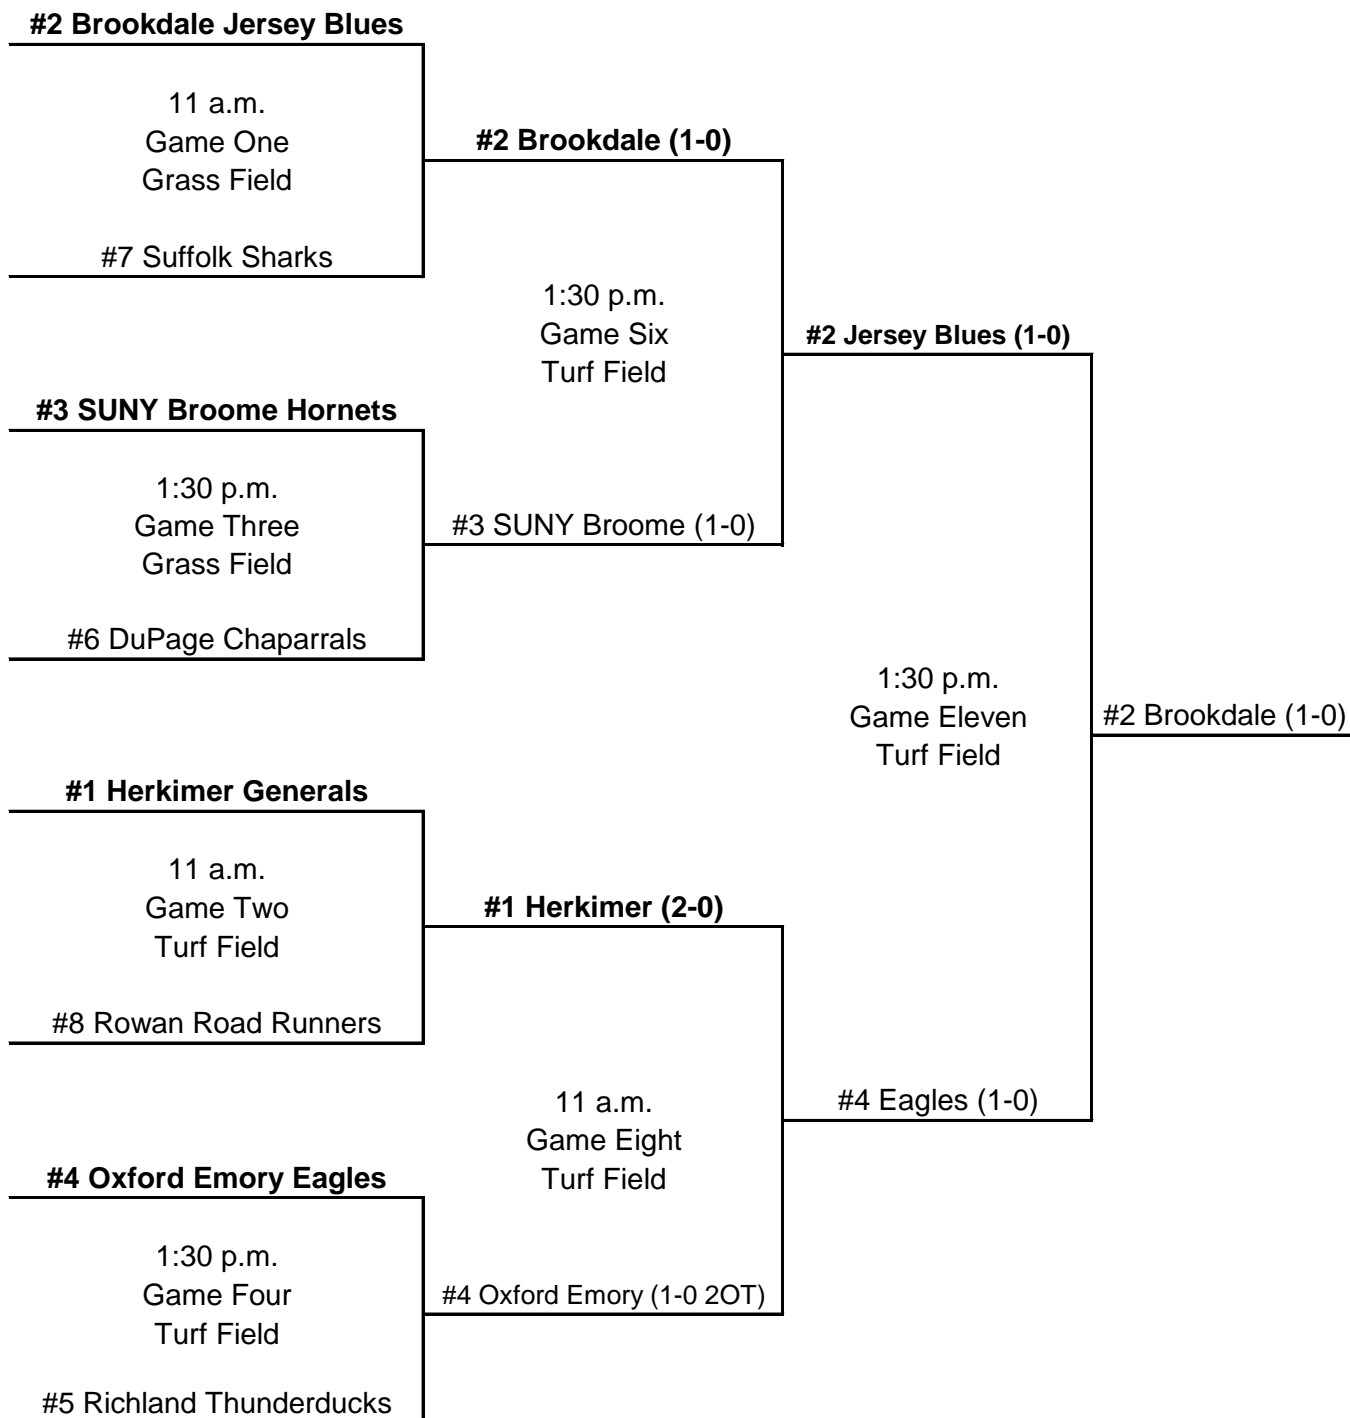 #2 Brookdale Jersey Blues
11 a.m.
Game One
Grass Field
#7 Suffolk Sharks
#2 Brookdale (1-0)
1:30 p.m.
Game Six
Turf Field
#2 Jersey Blues (1-0)
#3 SUNY Broome Hornets
1:30 p.m.
Game Three
Grass Field
#6 DuPage Chaparrals
#3 SUNY Broome (1-0)
1:30 p.m.
Game Eleven
Turf Field
#2 Brookdale (1-0)
#1 Herkimer Generals
11 a.m.
Game Two
Turf Field
#8 Rowan Road Runners
#1 Herkimer (2-0)
11 a.m.
Game Eight
Turf Field
#4 Eagles (1-0)
#4 Oxford Emory Eagles
1:30 p.m.
Game Four
Turf Field
#5 Richland Thunderducks
#4 Oxford Emory (1-0 2OT)